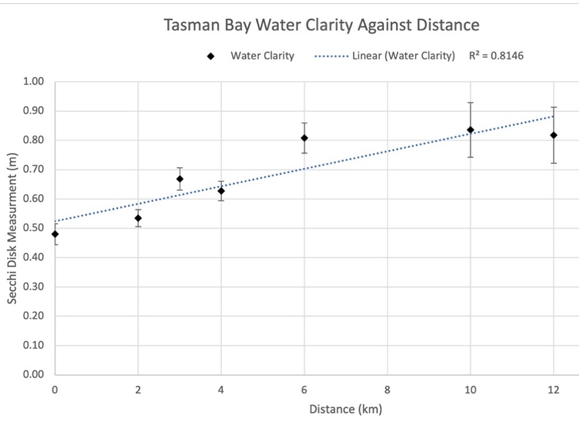 Tasman Bay Water Clarity Against Distance
Water Clarity Linear (Water Clarity) R² = 0.8146
1.00
0.90
0.80
0.70
0.60
0.50
0.40
0.30
0.20
0.10
0.00
Secchi Disk Measurment (m)
0 2 4 6 8 10 12
Distance (km)